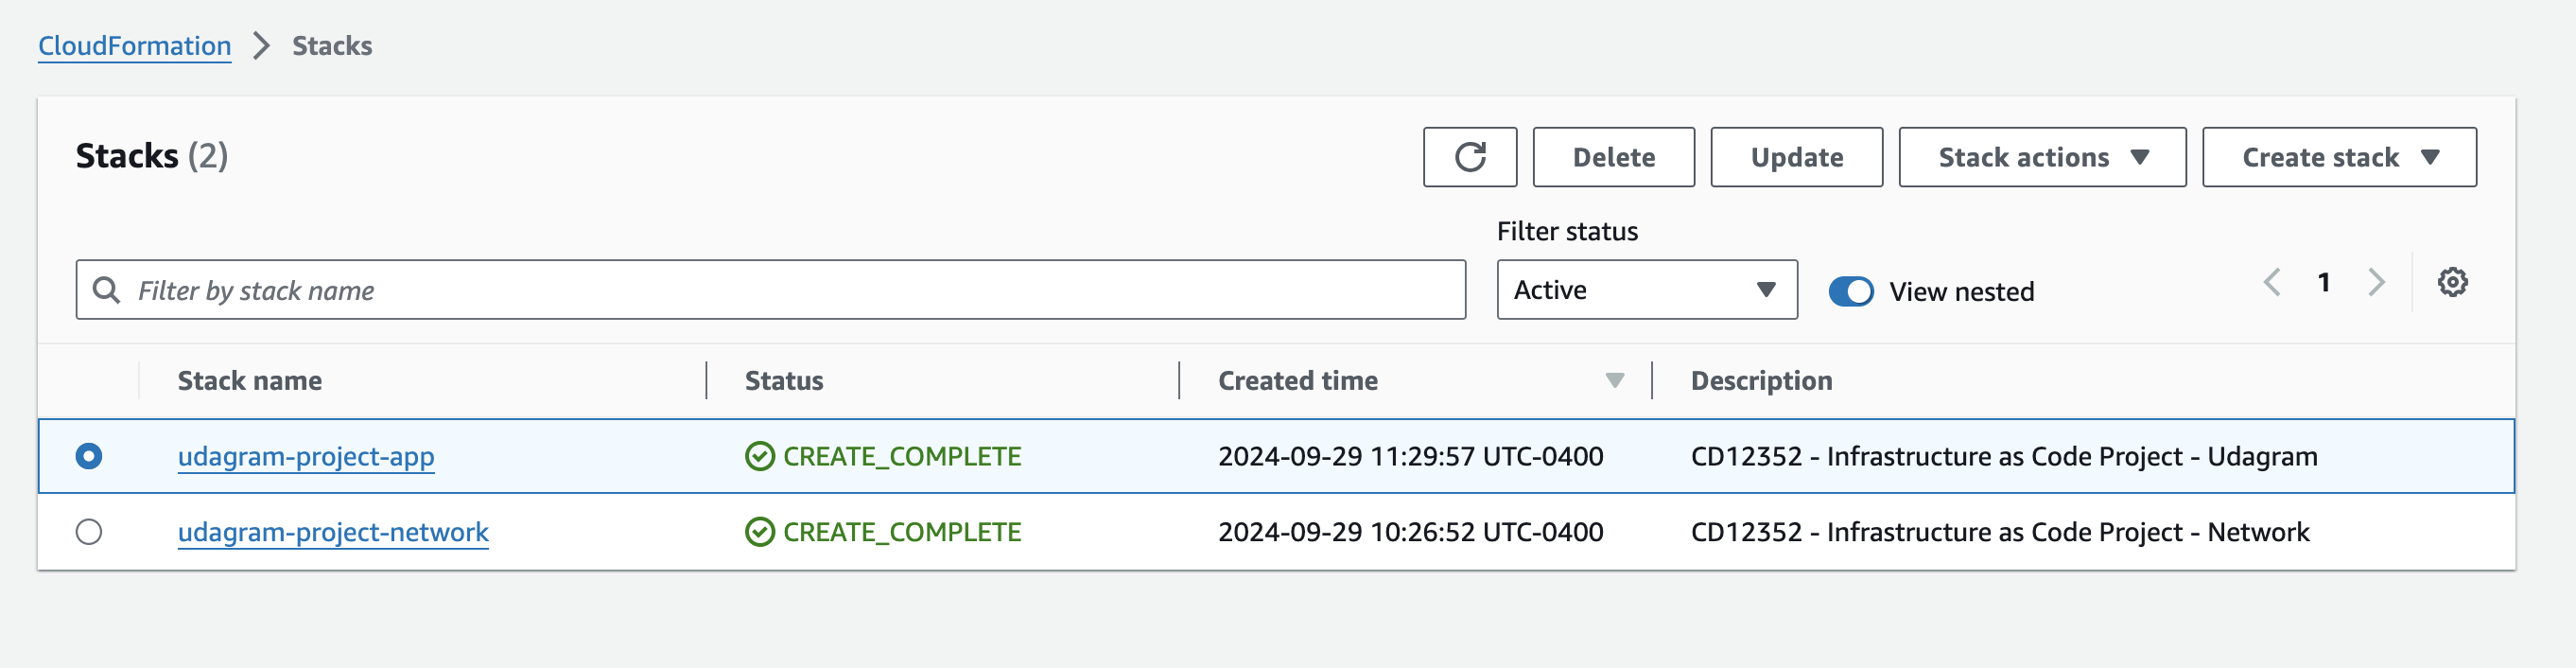 CloudFormation > Stacks
Stacks (2)
Delete
Update
Stack actions
Create stack
Filter status
Filter by stack name
Active
View nested
1
Stack name Status Created time Description
udagram-project-app CREATE_COMPLETE 2024-09-29 11:29:57 UTC-0400 CD12352 - Infrastructure as Code Project - Udagram
udagram-project-network CREATE_COMPLETE 2024-09-29 10:26:52 UTC-0400 CD12352 - Infrastructure as Code Project - Network